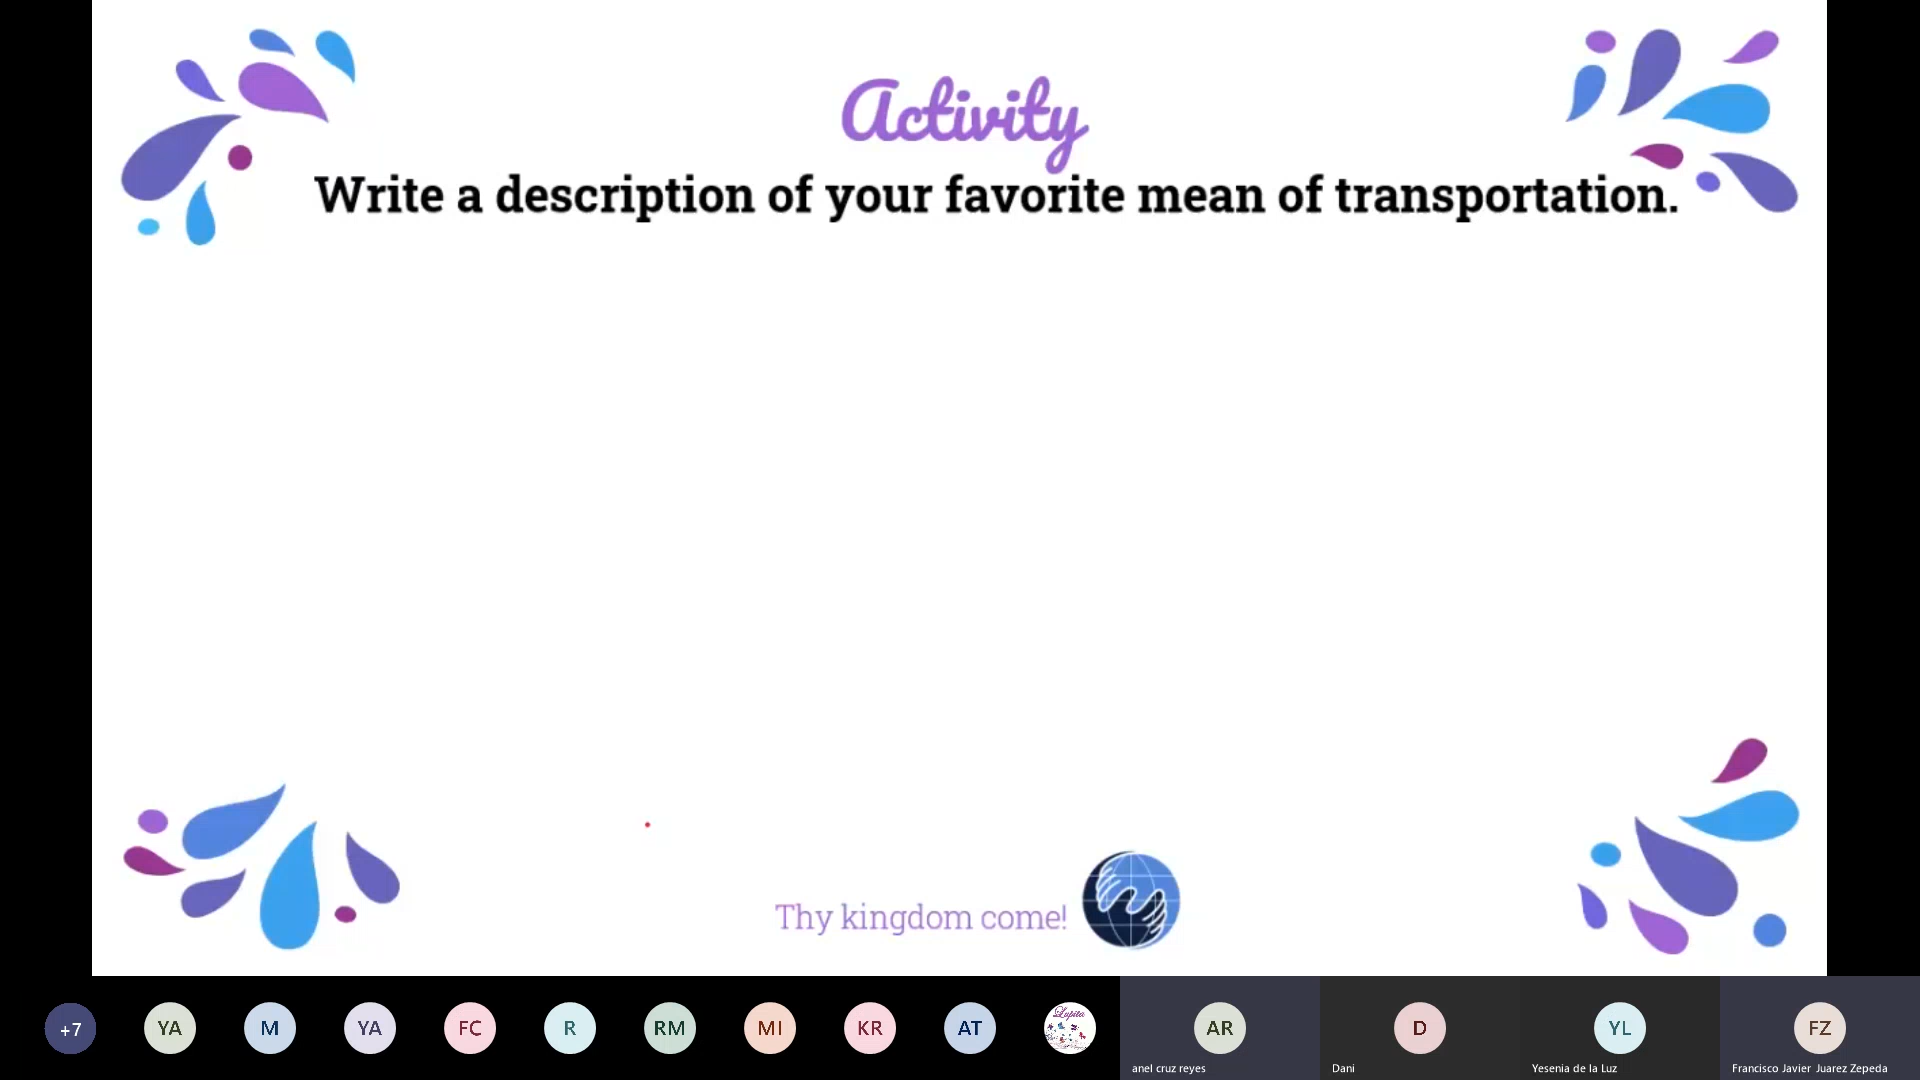 Activity
Write a description of your favorite mean of transportation.
Thy kingdom come!
+7
YA
M
YA
FC
R
RM
MI
KR
AT
Lupita
AR
D
YL
FZ
anel cruz reyes
Dani
Yesenia de la Luz
Francisco Javier Juarez Zepeda